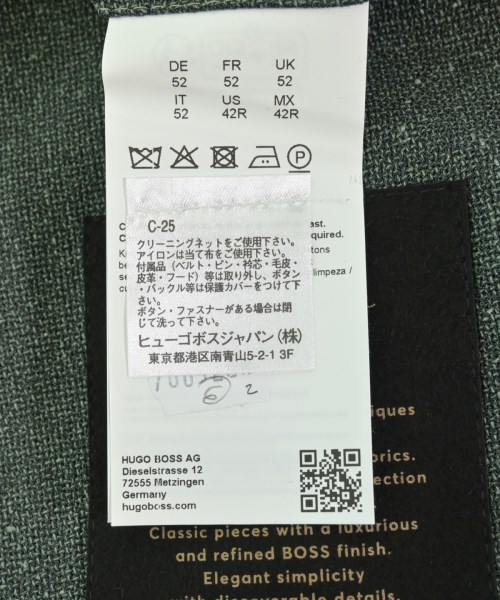 DE FR UK
52 52 52
IT US MX
52 42R 42R
P
C-25
クリーニングネットをご使用下さい。
アイロンは当て布をご使用下さい。
付属品（ベルト・ピン・衿芯・毛皮・
皮革・フード）等は取り外し、ボタン
・バックル等は保護カバーをつけて下
さい。
ボタン・ファスナーがある場合は閉
じて洗って下さい。
ヒューゴボスジャパン（株）
東京都港区南青山5-2-1 3F
2
HUGO BOSS AG
Dieselstrasse 12
72555 Metzingen
Germany
hugoboss.com
Classic pieces with a luxurious
and refined BOSS finish.
Elegant simplicity
with discoverable details.